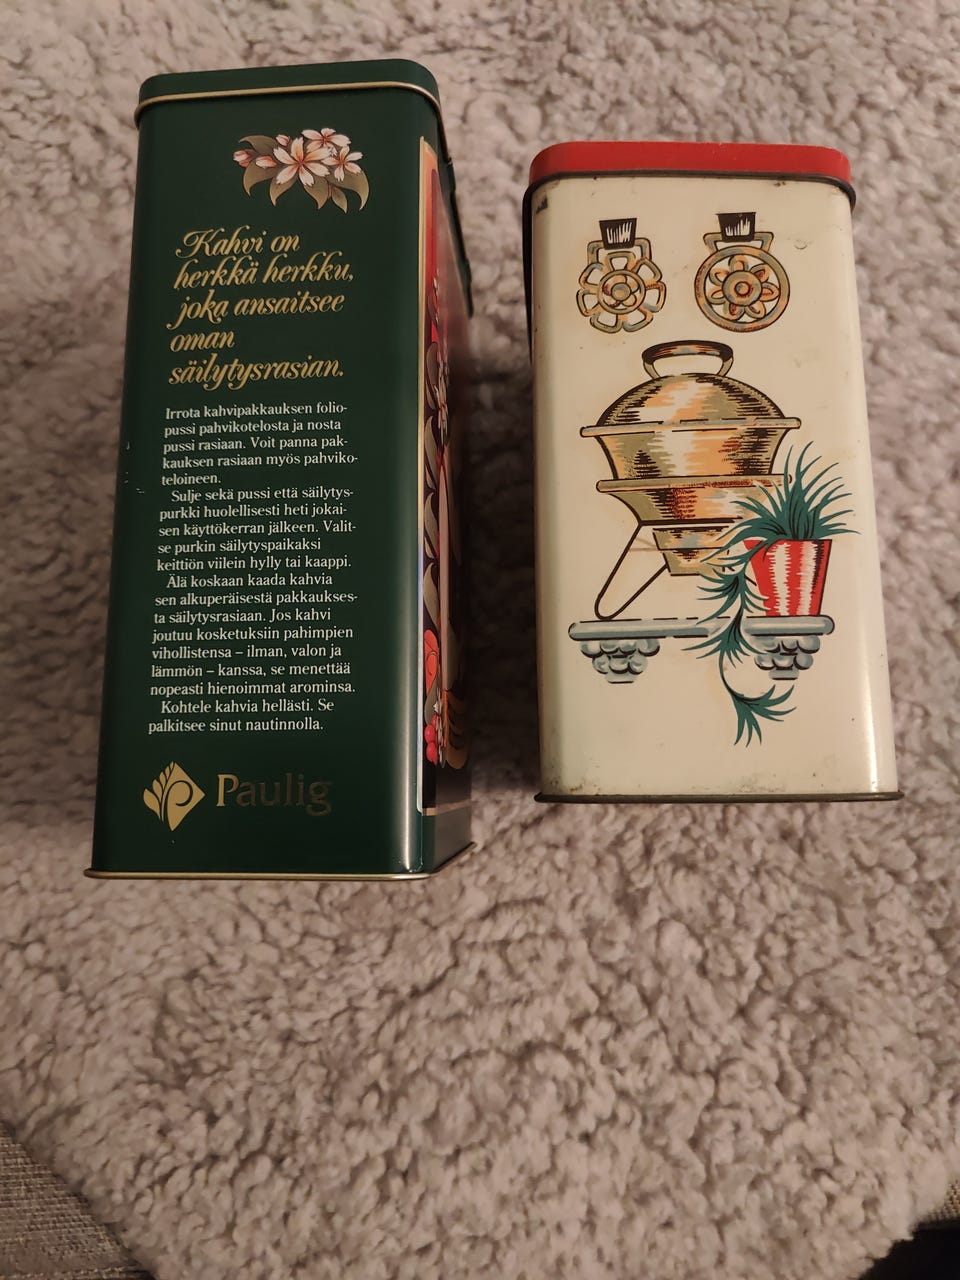 Kahvi on
herkkä herkku,
joka ansaitsee
oman
säilytysrasian.
Irrota kahvipakkauksen folio-
pussi pahvikotelosta ja nosta
pussi rasiaan. Voit panna pak-
kauksen rasiaan myös pahviko-
teloineen.
Sulje sekä pussi että säilytys-
purkki huolellisesti heti jokai-
sen käyttökerran jälkeen. Valit-
se purkin säilytyspaikaksi
keittiön viilein hylly tai kaappi.
Älä koskaan kaada kahvia
sen alkuperäisestä pakkaukses-
ta säilytysrasiaan. Jos kahvi
joutuu kosketuksiin pahimpien
vihollistensa – ilman, valon ja
lämmön – kanssa, se menettää
nopeasti hienoimmat arominsa.
Kohtele kahvia hellästi. Se
palkitsee sinut nautinnolla.
Paulig